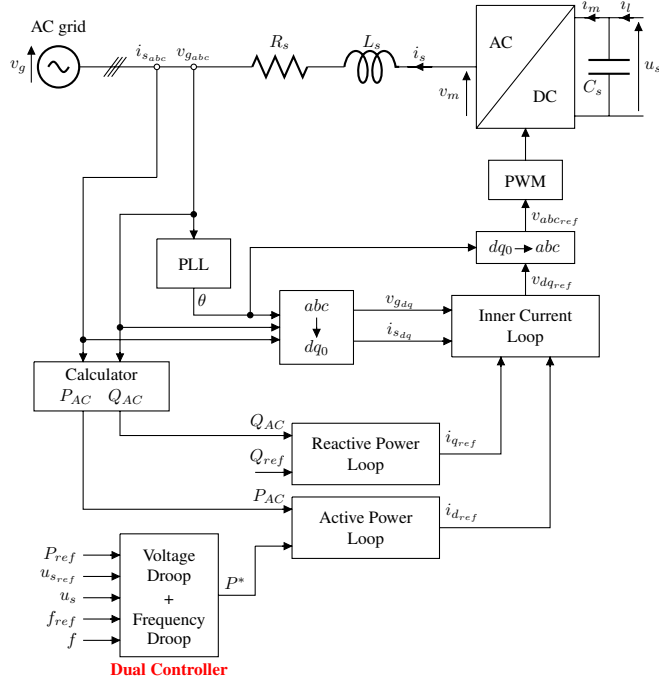 AC grid
v_g
i_{s_{abc}}
v_{g_{abc}}
R_s
L_s
i_s
v_m
AC
DC
i_m
i_l
C_s
u_s
PWM
v_{abc_{ref}}
dq_0 → abc
v_{dq_{ref}}
PLL
θ
abc
↓
dq_0
v_{g_{dq}}
i_{s_{dq}}
Inner Current
Loop
Calculator
P_{AC} Q_{AC}
Q_{AC}
Q_{ref}
Reactive Power
Loop
i_{q_{ref}}
P_{AC}
Active Power
Loop
i_{d_{ref}}
P_{ref}
u_{s_{ref}}
u_s
f_{ref}
f
Voltage
Droop
+
Frequency
Droop
P*
Dual Controller